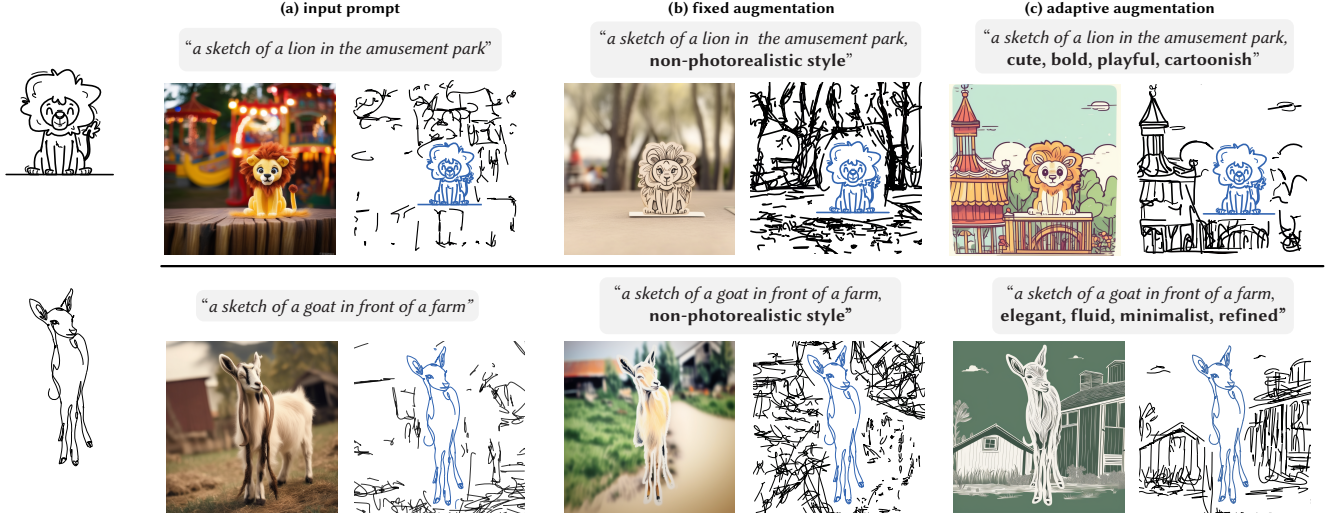 (a) input prompt
(b) fixed augmentation
(c) adaptive augmentation
“a sketch of a lion in the amusement park”
“a sketch of a lion in the amusement park,
non-photorealistic style”
“a sketch of a lion in the amusement park,
cute, bold, playful, cartoonish”
“a sketch of a goat in front of a farm”
“a sketch of a goat in front of a farm,
non-photorealistic style”
“a sketch of a goat in front of a farm,
elegant, fluid, minimalist, refined”